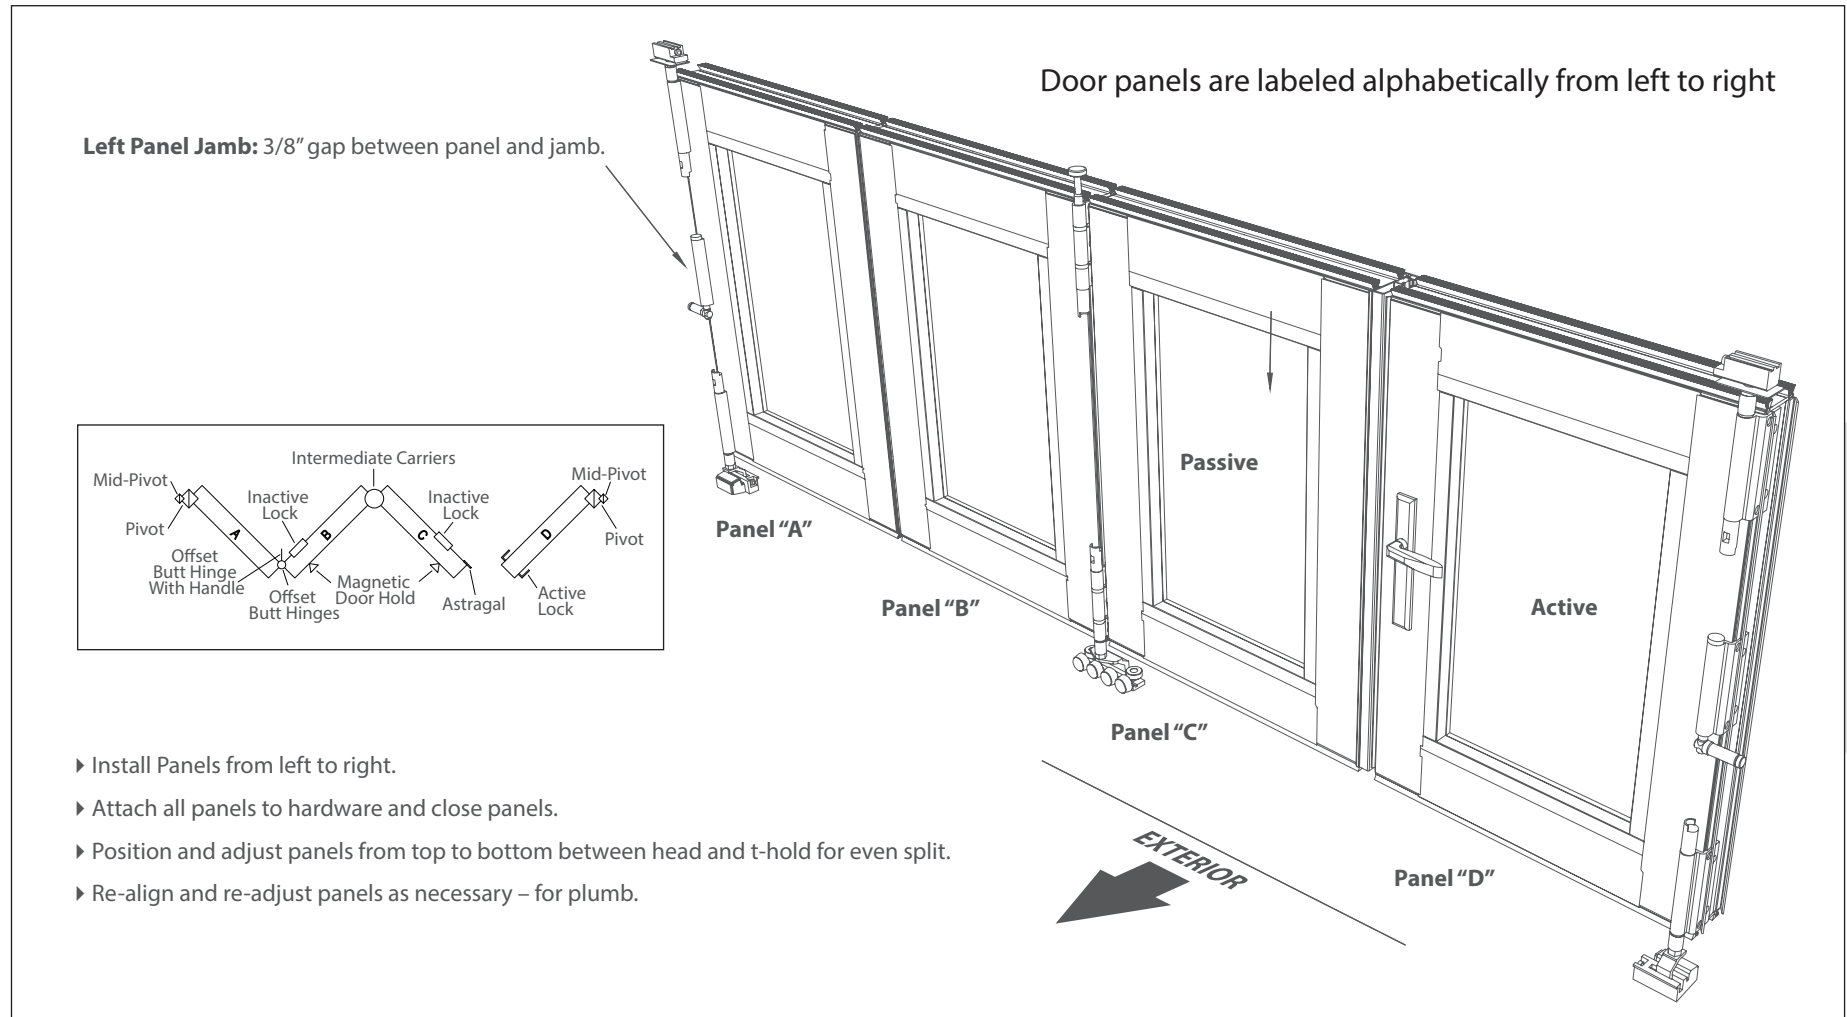 Door panels are labeled alphabetically from left to right
Left Panel Jamb: 3/8” gap between panel and jamb.
Intermediate Carriers
Mid-Pivot
Mid-Pivot
Inactive
Lock
Inactive
Lock
Pivot
Pivot
A
B
C
D
Offset
Butt Hinge
With Handle
Offset
Butt Hinges
Magnetic
Door Hold
Astragal
Active
Lock
Passive
Active
Panel “A”
Panel “B”
Panel “C”
Panel “D”
EXTERIOR
Install Panels from left to right.
Attach all panels to hardware and close panels.
Position and adjust panels from top to bottom between head and t-hold for even split.
Re-align and re-adjust panels as necessary – for plumb.